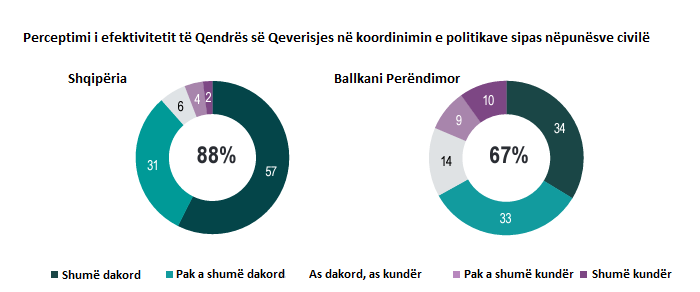 Perceptimi i efektivitetit të Qendrës së Qeverisjes në koordinimin e politikave sipas nëpunësve civilë
Shqipëria
Ballkani Perëndimor
6
4
2
31
57
88%
10
9
34
14
33
67%
Shumë dakord
Pak a shumë dakord
As dakord, as kundër
Pak a shumë kundër
Shumë kundër